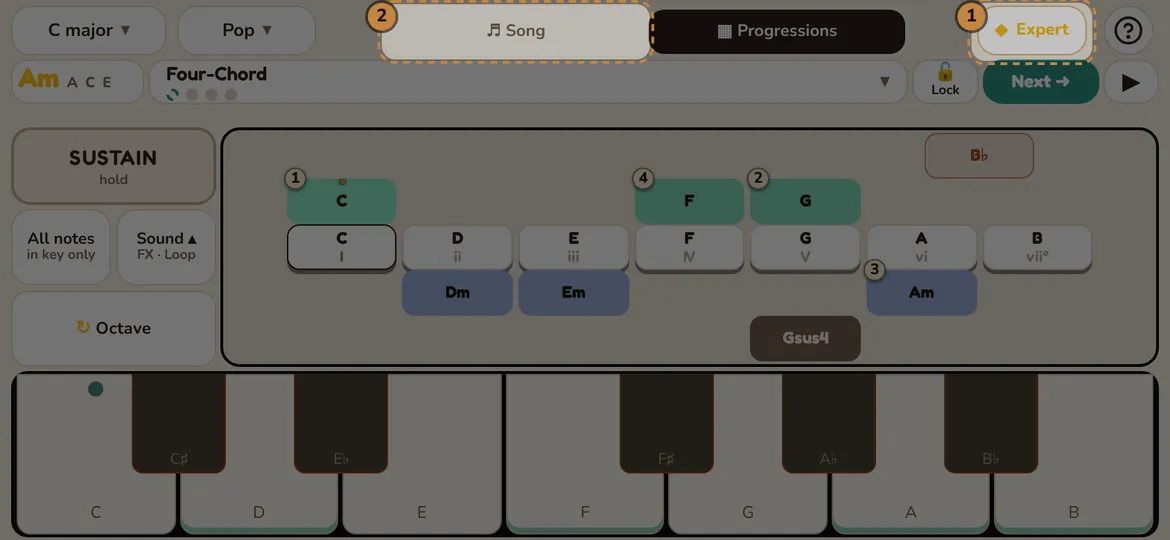 C major ▼
Pop ▼
2
♬ Song
▦ Progressions
1
◆ Expert
?
Am A C E
Four-Chord
▼
🔓
Lock
Next →
▶
SUSTAIN
hold
All notes
in key only
Sound ▲
FX · Loop
↻ Octave
B♭
1
C
4
F
2
G
C
I
D
ii
E
iii
F
IV
G
V
A
vi
B
vii°
Dm
Em
3
Am
Gsus4
C♯
E♭
F♯
A♭
B♭
C
D
E
F
G
A
B